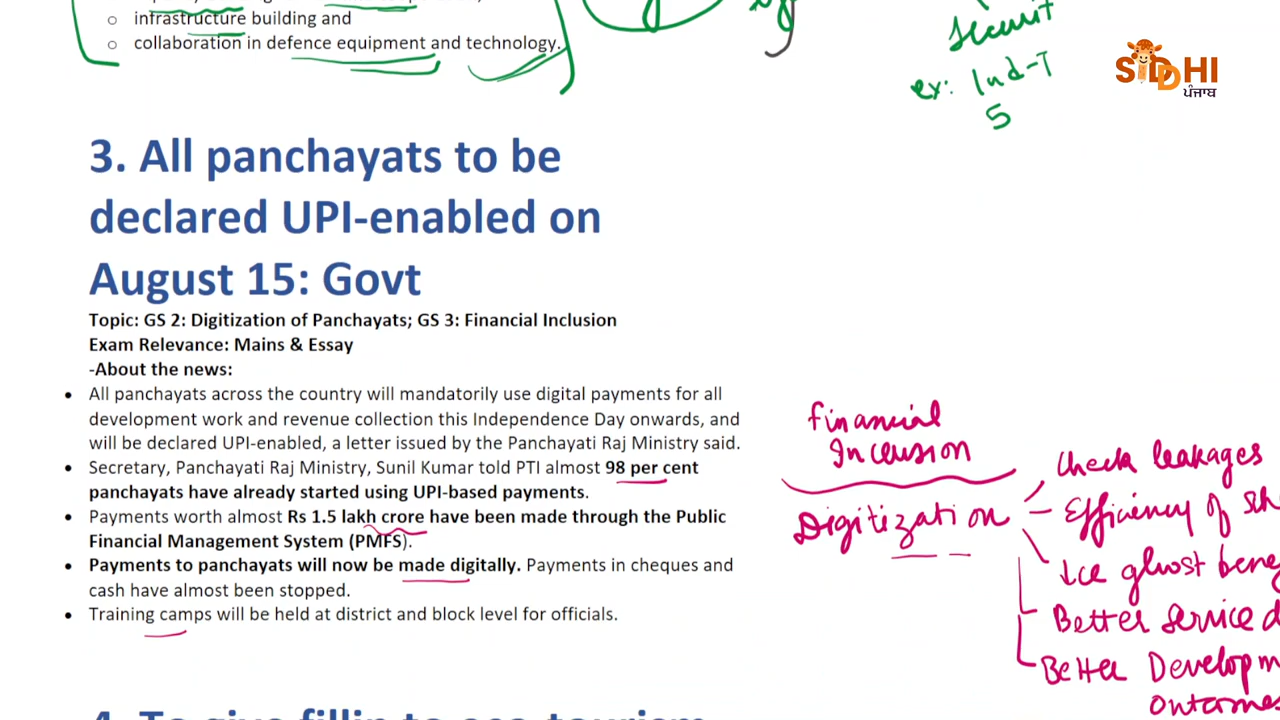 infrastructure building and
collaboration in defence equipment and technology.
ex: Ind-T
5
SIDDHI
ਪੰਜਾਬ
3. All panchayats to be
declared UPI-enabled on
August 15: Govt
Topic: GS 2: Digitization of Panchayats; GS 3: Financial Inclusion
Exam Relevance: Mains & Essay
-About the news:
All panchayats across the country will mandatorily use digital payments for all
development work and revenue collection this Independence Day onwards, and
will be declared UPI-enabled, a letter issued by the Panchayati Raj Ministry said.
Secretary, Panchayati Raj Ministry, Sunil Kumar told PTI almost 98 per cent
panchayats have already started using UPI-based payments.
Payments worth almost Rs 1.5 lakh crore have been made through the Public
Financial Management System (PMFS).
Payments to panchayats will now be made digitally. Payments in cheques and
cash have almost been stopped.
Training camps will be held at district and block level for officials.
Financial
Inclusion
Digitization
Check leakages
Efficiency of Sch
ghost bene
Better Service d
Better Developm
Outcomes